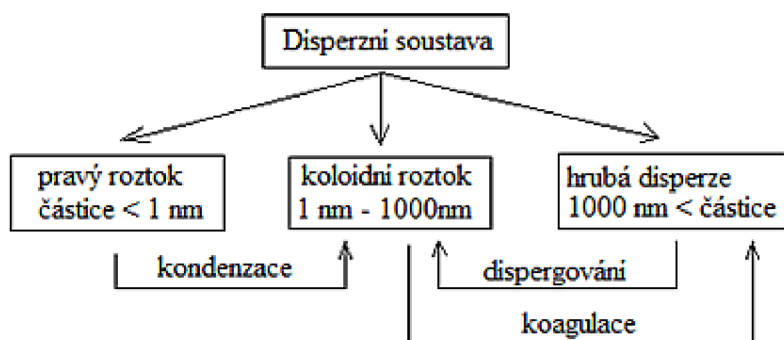 Disperzní soustava
pravý roztok
částice < 1 nm
koloidní roztok
1 nm - 1000nm
hrubá disperze
1000 nm < částice
kondenzace
dispergování
koagulace